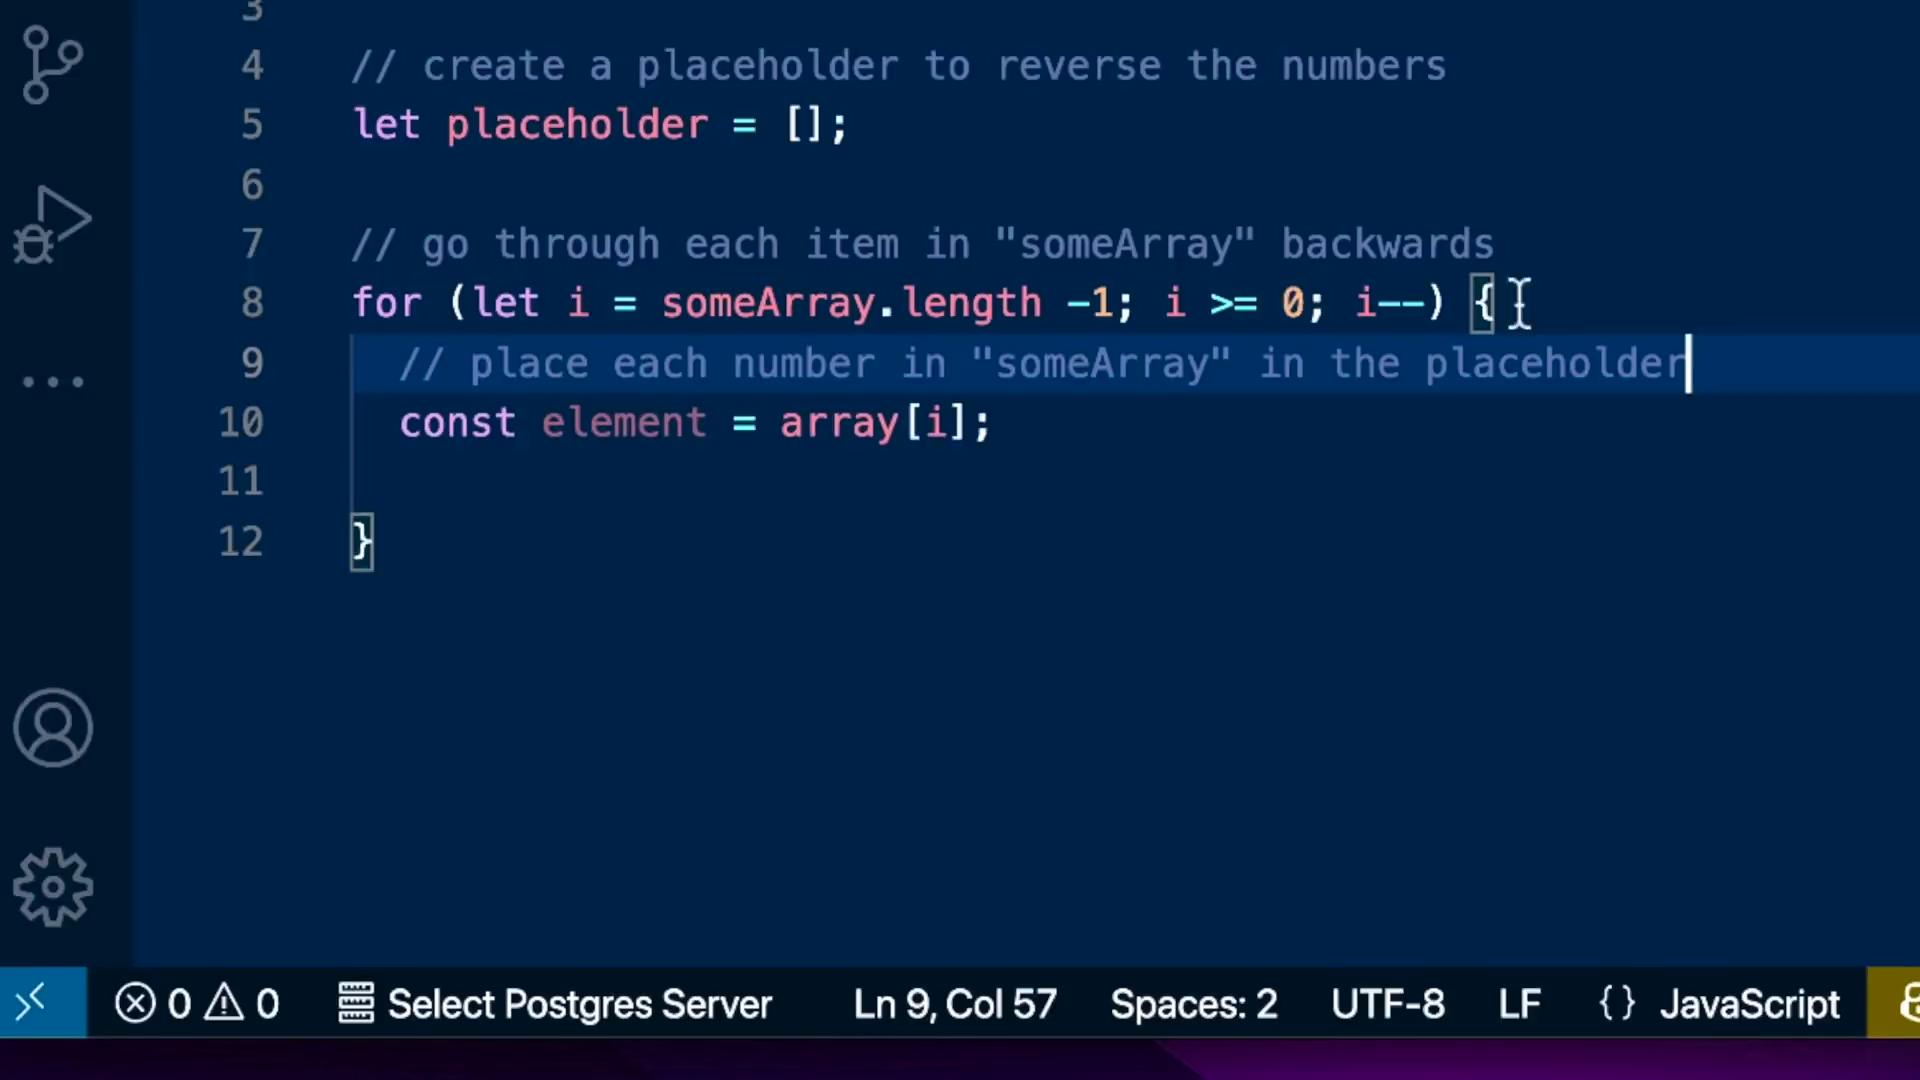 3
4 // create a placeholder to reverse the numbers
5 let placeholder = [];
6
7 // go through each item in "someArray" backwards
8 for (let i = someArray.length -1; i >= 0; i--) {
9 // place each number in "someArray" in the placeholder
10 const element = array[i];
11
12 }
0 0 Select Postgres Server Ln 9, Col 57 Spaces: 2 UTF-8 LF {} JavaScript